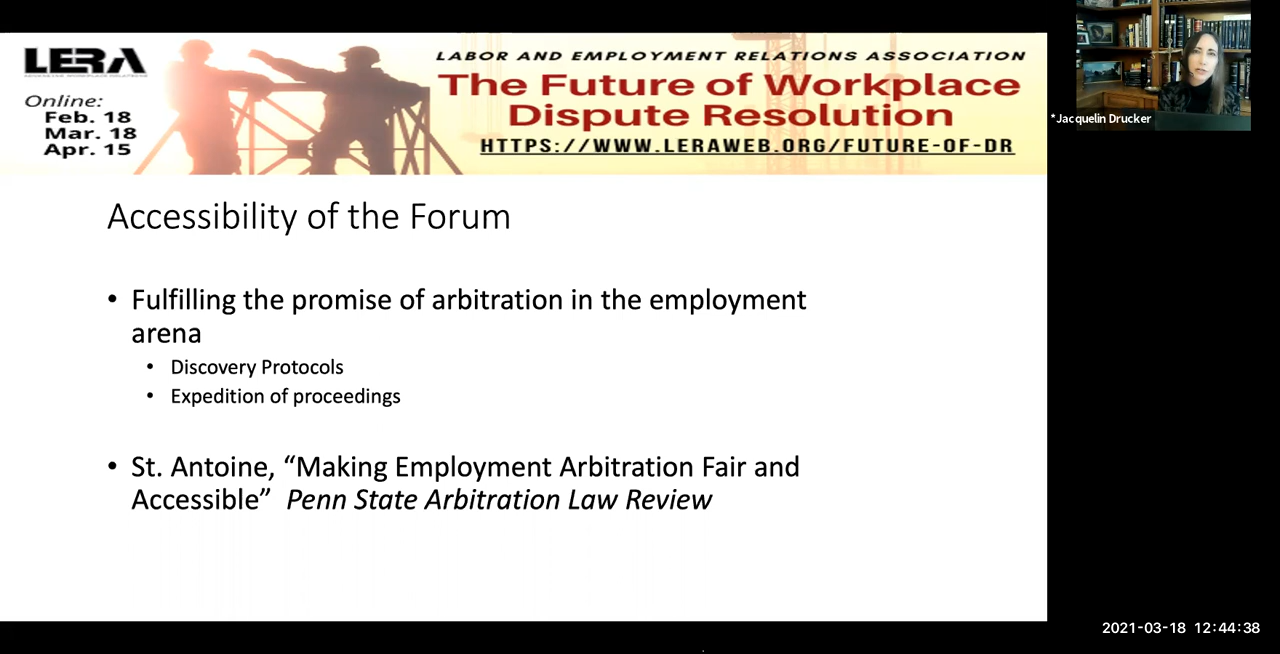 LERA
Online:
Feb. 18
Mar. 18
Apr. 15
LABOR AND EMPLOYMENT RELATIONS ASSOCIATION
The Future of Workplace
Dispute Resolution
HTTPS://WWW.LERAWEB.ORG/FUTURE-OF-DR
*Jacquelin Drucker
Accessibility of the Forum
• Fulfilling the promise of arbitration in the employment
arena
• Discovery Protocols
• Expedition of proceedings
• St. Antoine, “Making Employment Arbitration Fair and
Accessible” Penn State Arbitration Law Review
2021-03-18 12:44:38